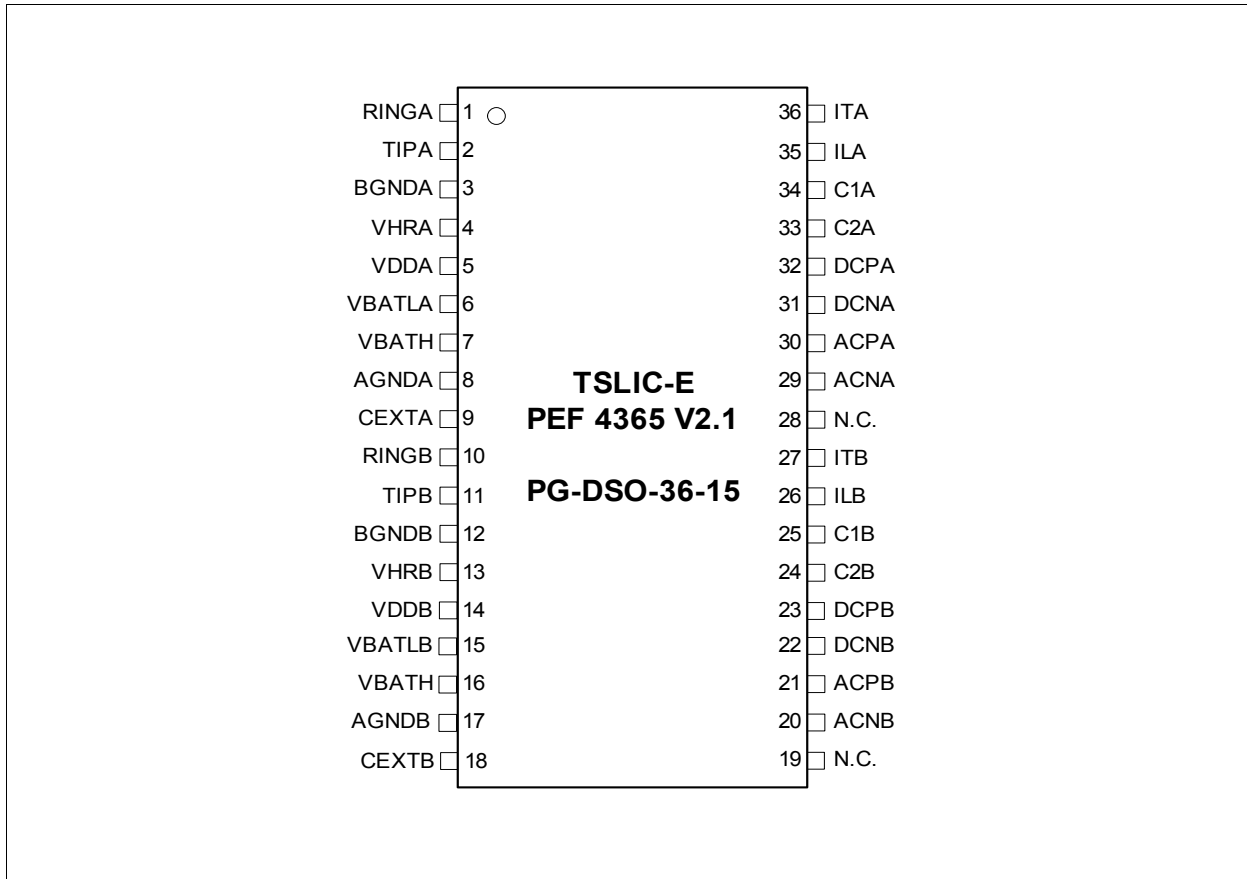 RINGA 1 36 ITA
TIPA 2 35 ILA
BGNDA 3 34 C1A
VHRA 4 33 C2A
VDDA 5 32 DCPA
VBATLA 6 31 DCNA
VBATH 7 30 ACPA
AGNDA 8 29 ACNA
CEXTA 9 28 N.C.
RINGB 10 27 ITB
TIPB 11 26 ILB
BGNDB 12 25 C1B
VHRB 13 24 C2B
VDDB 14 23 DCPB
VBATLB 15 22 DCNB
VBATH 16 21 ACPB
AGNDB 17 20 ACNB
CEXTB 18 19 N.C.
TSLIC-E
PEF 4365 V2.1
PG-DSO-36-15